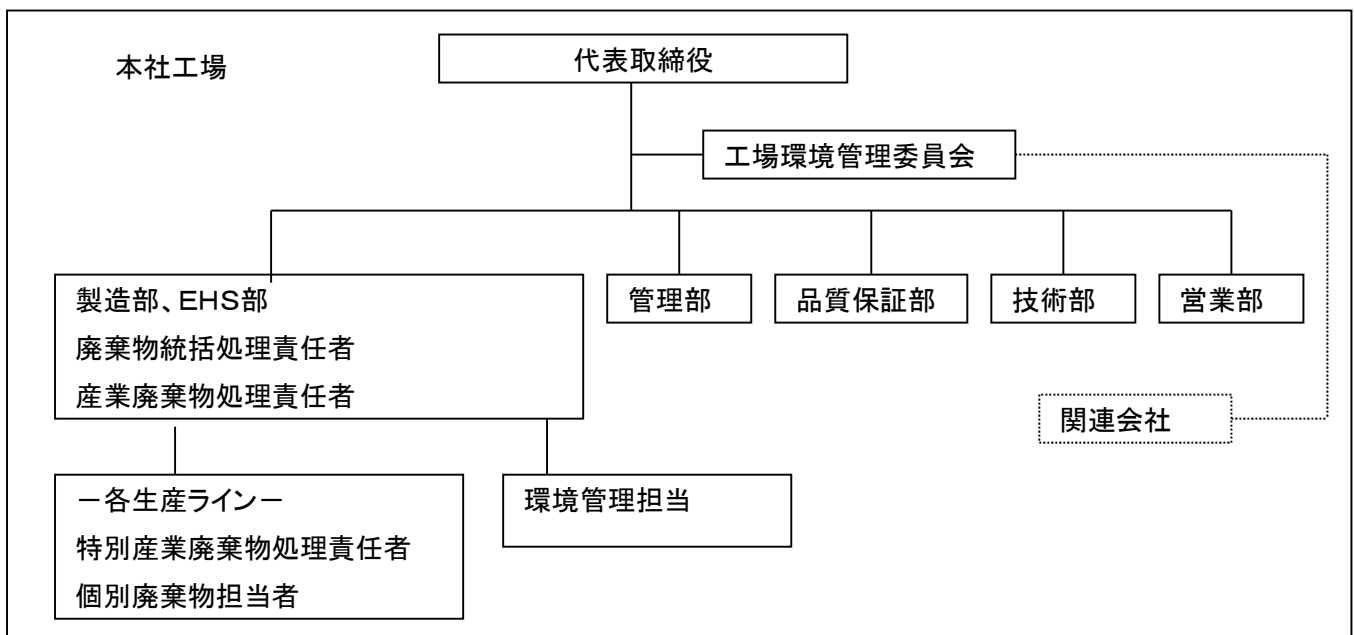 本社工場
代表取締役
工場環境管理委員会
製造部、EHS部
廃棄物統括処理責任者
産業廃棄物処理責任者
管理部
品質保証部
技術部
営業部
関連会社
－各生産ライン－
特別産業廃棄物処理責任者
個別廃棄物担当者
環境管理担当